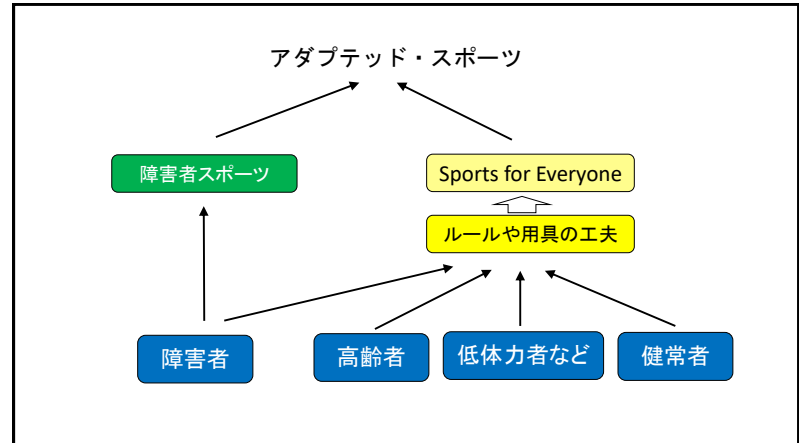 アダプテッド・スポーツ
障害者スポーツ
Sports for Everyone
ルールや用具の工夫
障害者
高齢者
低体力者など
健常者